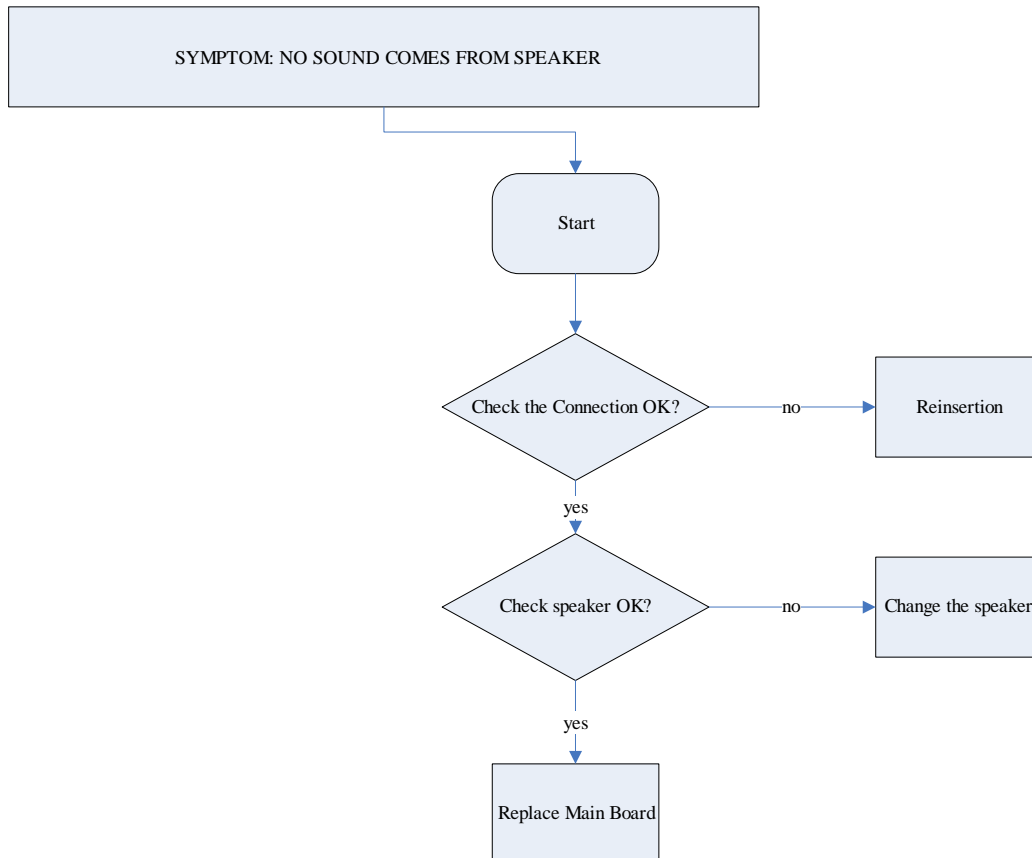 SYMPTOM: NO SOUND COMES FROM SPEAKER
Start
Check the Connection OK?
no
Reinsertion
yes
Check speaker OK?
no
Change the speaker
yes
Replace Main Board